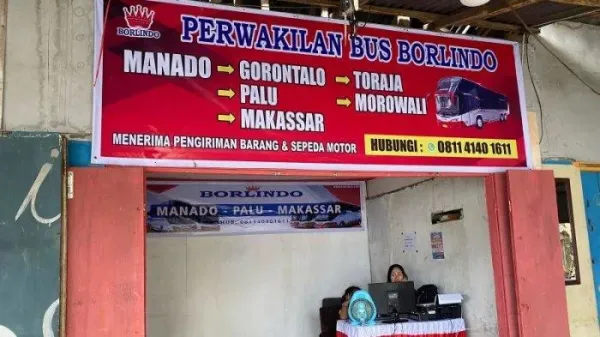 BORLINDO
PERWAKILAN BUS BORLINDO
MANADO → GORONTALO → TORAJA
→ PALU → MOROWALI
→ MAKASSAR
MENERIMA PENGIRIMAN BARANG & SEPEDA MOTOR
HUBUNGI : 0811 4140 1611
BORLINDO
MANADO - PALU - MAKASSAR